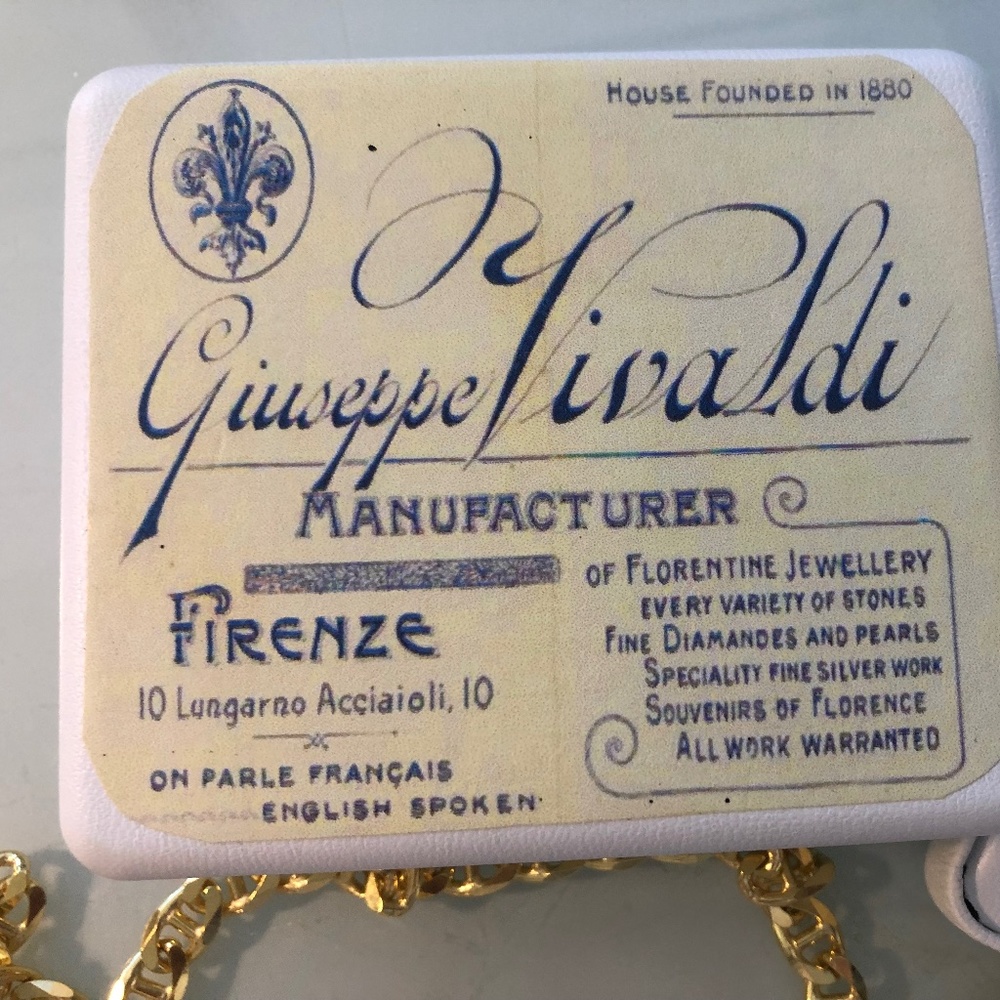 HOUSE FOUNDED IN 1880
Giuseppe Vivaldi
MANUFACTURER
FIRENZE
10 Lungarno Acciaioli, 10
ON PARLE FRANÇAIS
ENGLISH SPOKEN
OF FLORENTINE JEWELLERY
EVERY VARIETY OF STONES
FINE DIAMANDES AND PEARLS
SPECIALITY FINE SILVER WORK
SOUVENIRS OF FLORENCE
ALL WORK WARRANTED